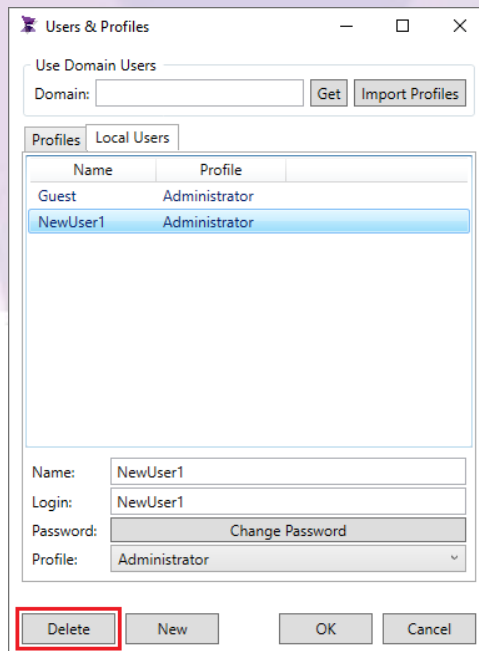 Users & Profiles
Use Domain Users
Domain: Get Import Profiles
Profiles Local Users
Name Profile
Guest Administrator
NewUser1 Administrator
Name: NewUser1
Login: NewUser1
Password: Change Password
Profile: Administrator
Delete New OK Cancel